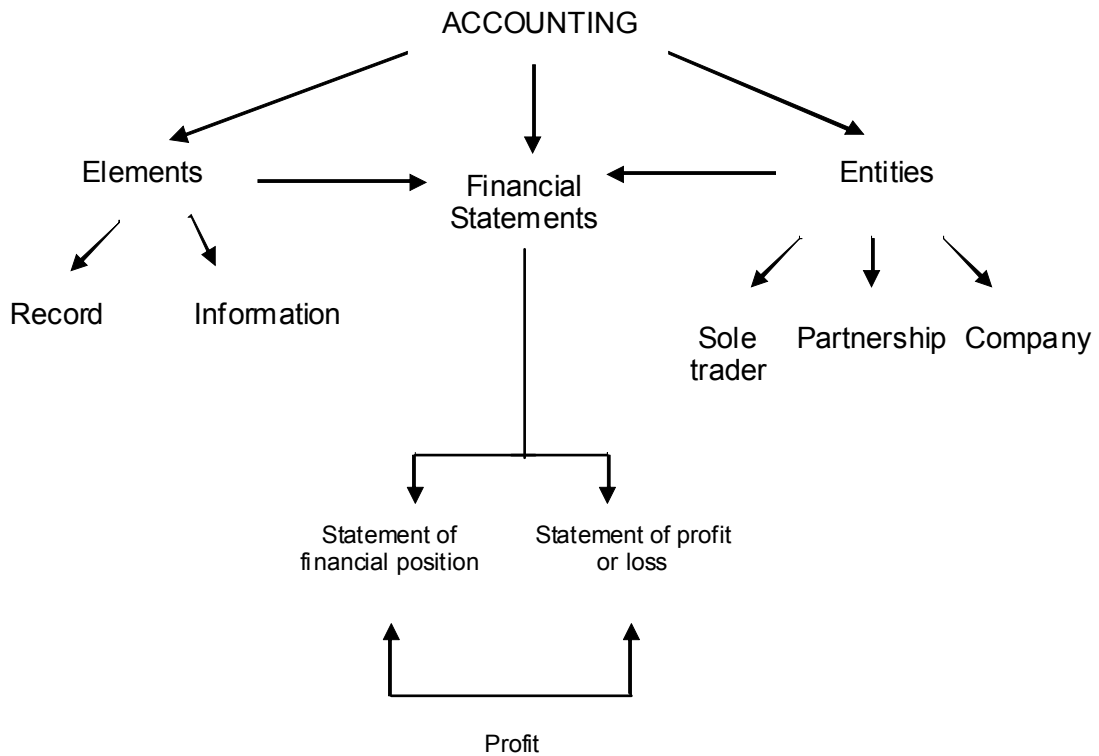 ACCOUNTING
Elements
Financial
Statements
Entities
Record
Information
Sole
trader
Partnership
Company
Statement of
financial position
Statement of profit
or loss
Profit